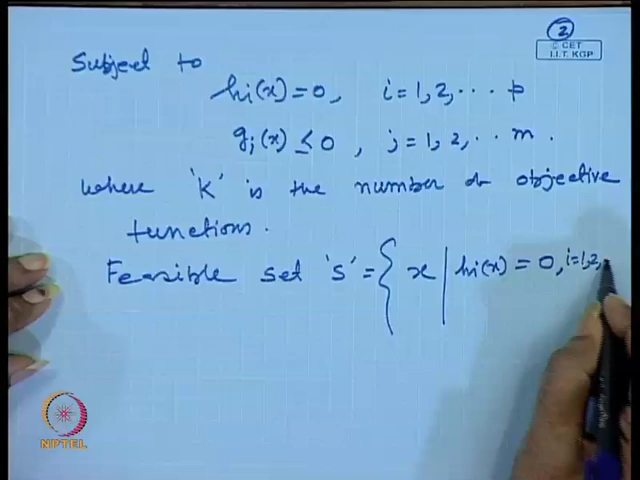 2
© CET
I.I.T. KGP
Subject to
hi(x) = 0, i = 1, 2, ... p
gj(x) ≤ 0, j = 1, 2, .. m.
where 'K' is the number of objective
functions.
Feasible set 's' = { x | hi(x) = 0, i=1,2,
NPTEL